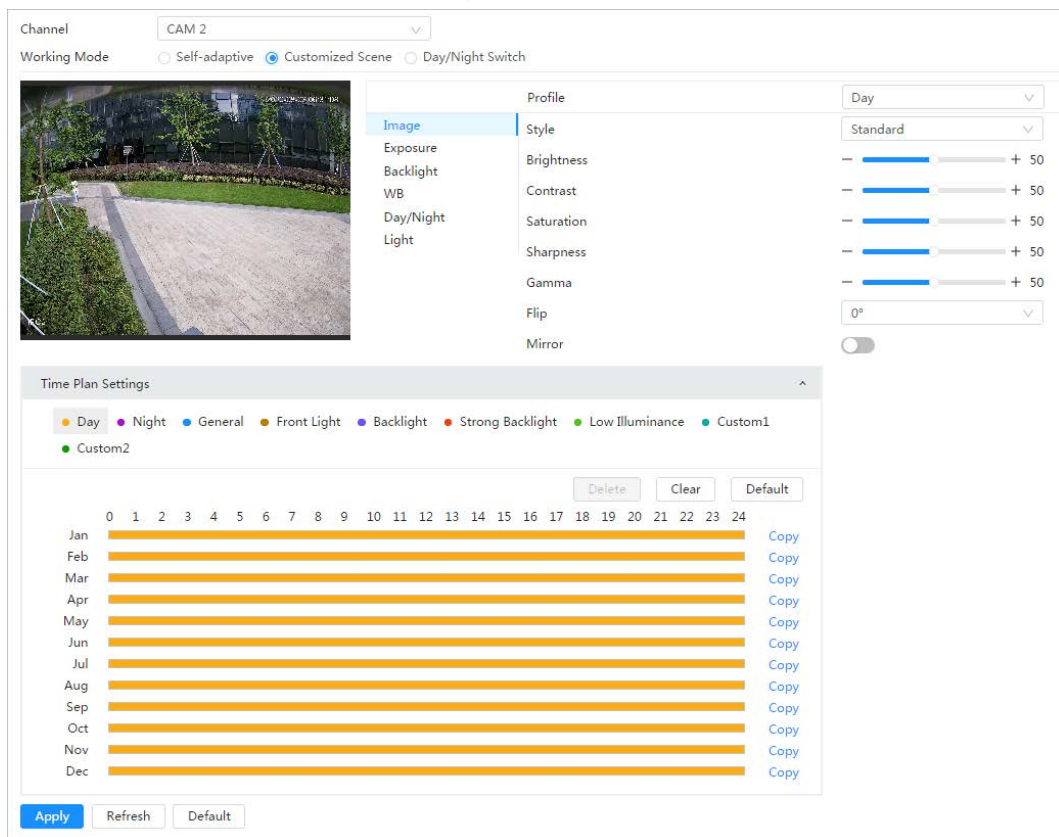 Channel CAM 2
Working Mode Self-adaptive Customized Scene Day/Night Switch
Profile Day
Image Style Standard
Exposure
Brightness − + 50
Backlight
Contrast − + 50
WB
Day/Night Saturation − + 50
Light
Sharpness − + 50
Gamma − + 50
Flip 0°
Mirror
Time Plan Settings
Day Night General Front Light Backlight Strong Backlight Low Illuminance Custom1
Custom2
Delete Clear Default
0 1 2 3 4 5 6 7 8 9 10 11 12 13 14 15 16 17 18 19 20 21 22 23 24
Jan Copy
Feb Copy
Mar Copy
Apr Copy
May Copy
Jun Copy
Jul Copy
Aug Copy
Sep Copy
Oct Copy
Nov Copy
Dec Copy
Apply Refresh Default